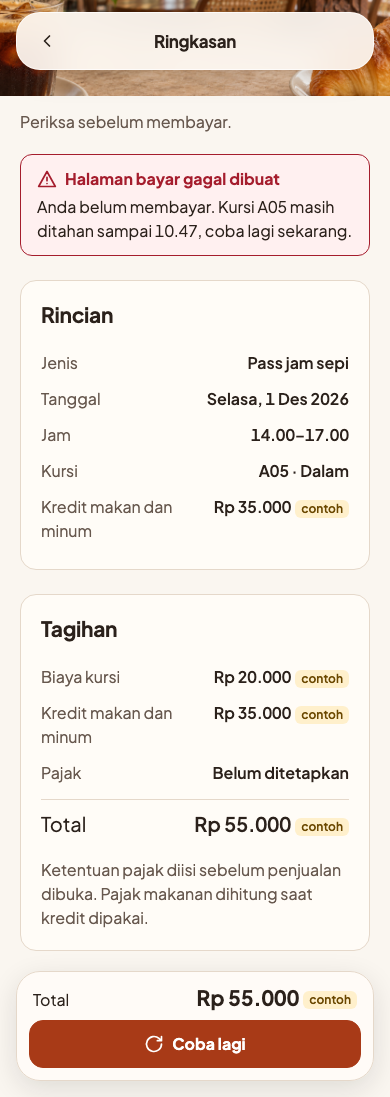 Ringkasan
Periksa sebelum membayar.
Halaman bayar gagal dibuat
Anda belum membayar. Kursi A05 masih
ditahan sampai 10.47, coba lagi sekarang.
Rincian
Jenis Pass jam sepi
Tanggal Selasa, 1 Des 2026
Jam 14.00–17.00
Kursi A05 · Dalam
Kredit makan dan Rp 35.000 contoh
minum
Tagihan
Biaya kursi Rp 20.000 contoh
Kredit makan dan Rp 35.000 contoh
minum
Pajak Belum ditetapkan
Total Rp 55.000 contoh
Ketentuan pajak diisi sebelum penjualan
dibuka. Pajak makanan dihitung saat
kredit dipakai.
Total Rp 55.000 contoh
Coba lagi